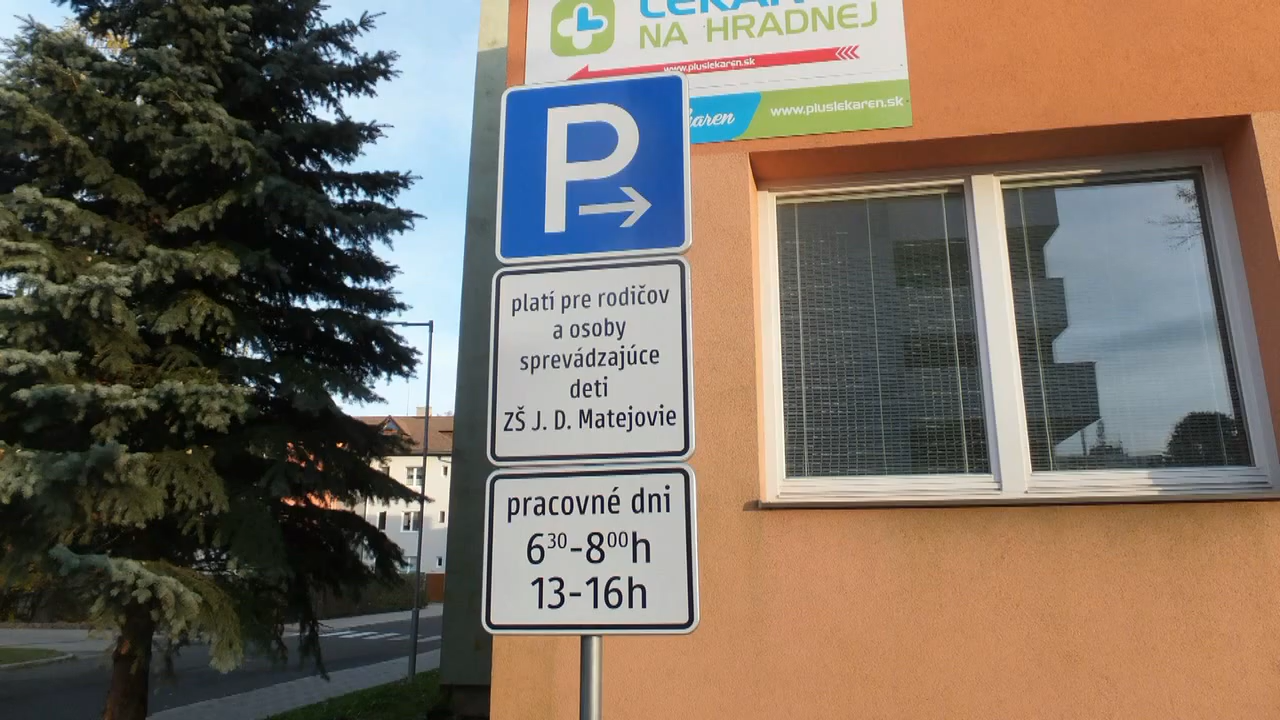 NA HRADNEJ
www.pluslekaren.sk
www.pluslekaren.sk
P
platí pre rodičov
a osoby
sprevádzajúce
deti
ZŠ J. D. Matejovie
pracovné dni
6³⁰-8⁰⁰h
13-16h